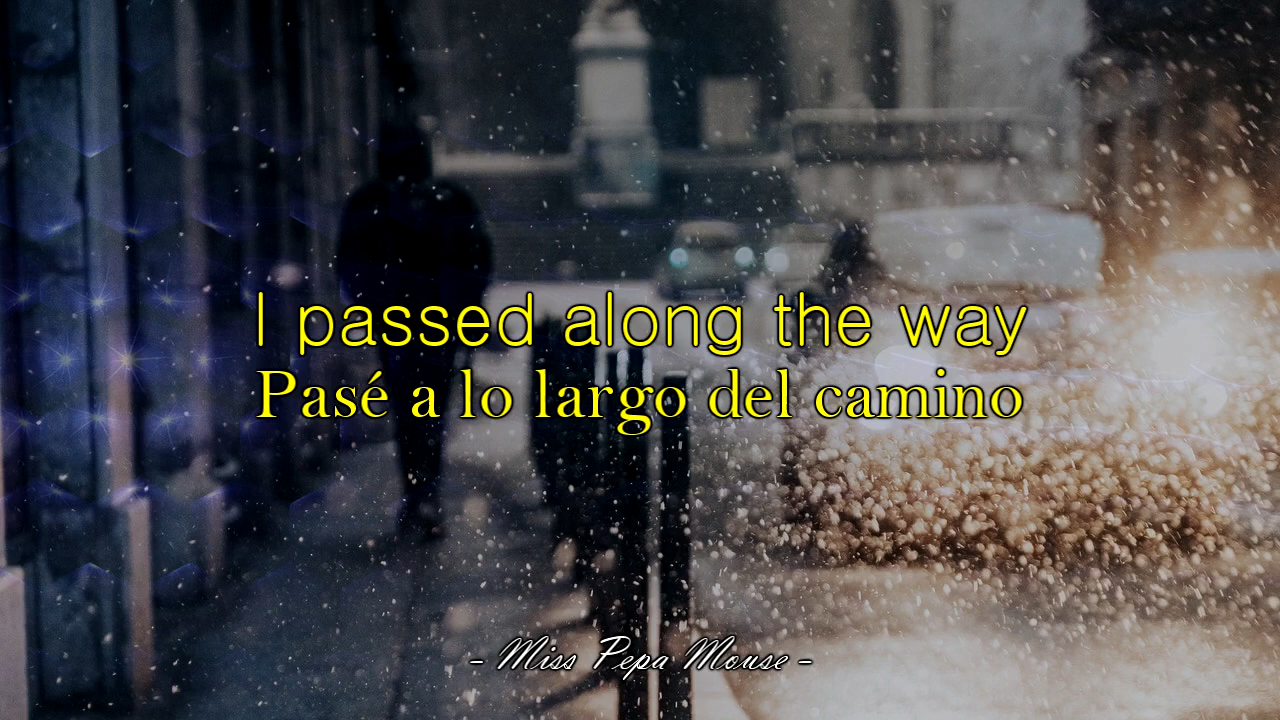 I passed along the way
Pasé a lo largo del camino
- Miss Pepa Mouse -